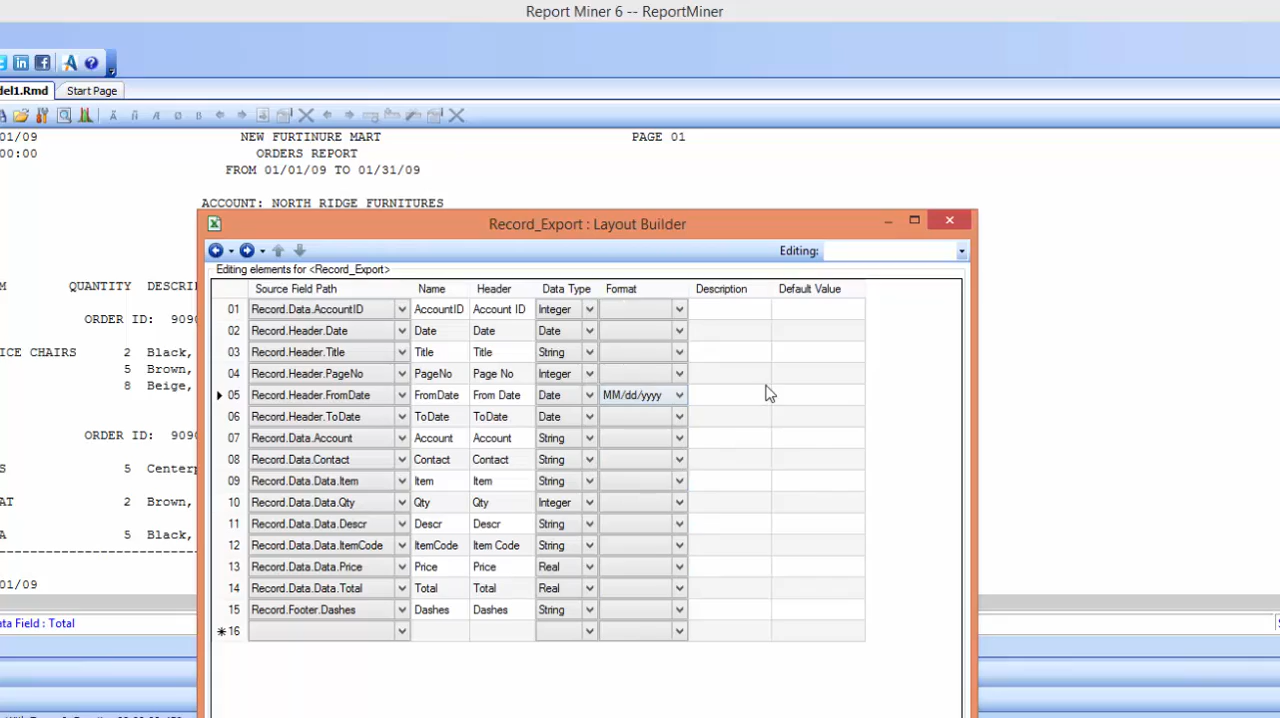 Report Miner 6 -- ReportMiner
del1.Rmd Start Page
01/09 NEW FURTINURE MART PAGE 01
00:00 ORDERS REPORT
FROM 01/01/09 TO 01/31/09
ACCOUNT: NORTH RIDGE FURNITURES
Record_Export : Layout Builder
Editing:
Editing elements for <Record_Export>
Source Field Path Name Header Data Type Format Description Default Value
M QUANTITY DESCRI
01 Record.Data.AccountID AccountID Account ID Integer
ORDER ID: 9090
02 Record.Header.Date Date Date Date
ICE CHAIRS 2 Black,
03 Record.Header.Title Title Title String
5 Brown,
04 Record.Header.PageNo PageNo Page No Integer
8 Beige,
05 Record.Header.FromDate FromDate From Date Date MM/dd/yyyy
06 Record.Header.ToDate ToDate ToDate Date
ORDER ID: 9090
07 Record.Data.Account Account Account String
08 Record.Data.Contact Contact Contact String
S 5 Centerp
09 Record.Data.Data.Item Item Item String
AT 2 Brown,
10 Record.Data.Data.Qty Qty Qty Integer
11 Record.Data.Data.Descr Descr Descr String
A 5 Black,
12 Record.Data.Data.ItemCode ItemCode Item Code String
13 Record.Data.Data.Price Price Price Real
01/09
14 Record.Data.Data.Total Total Total Real
15 Record.Footer.Dashes Dashes Dashes String
ata Field : Total
16